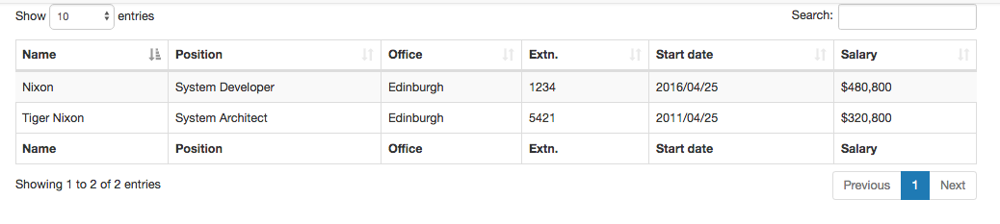 Show 10 entries Search:
Name Position Office Extn. Start date Salary
Nixon System Developer Edinburgh 1234 2016/04/25 $480,800
Tiger Nixon System Architect Edinburgh 5421 2011/04/25 $320,800
Name Position Office Extn. Start date Salary
Showing 1 to 2 of 2 entries Previous 1 Next